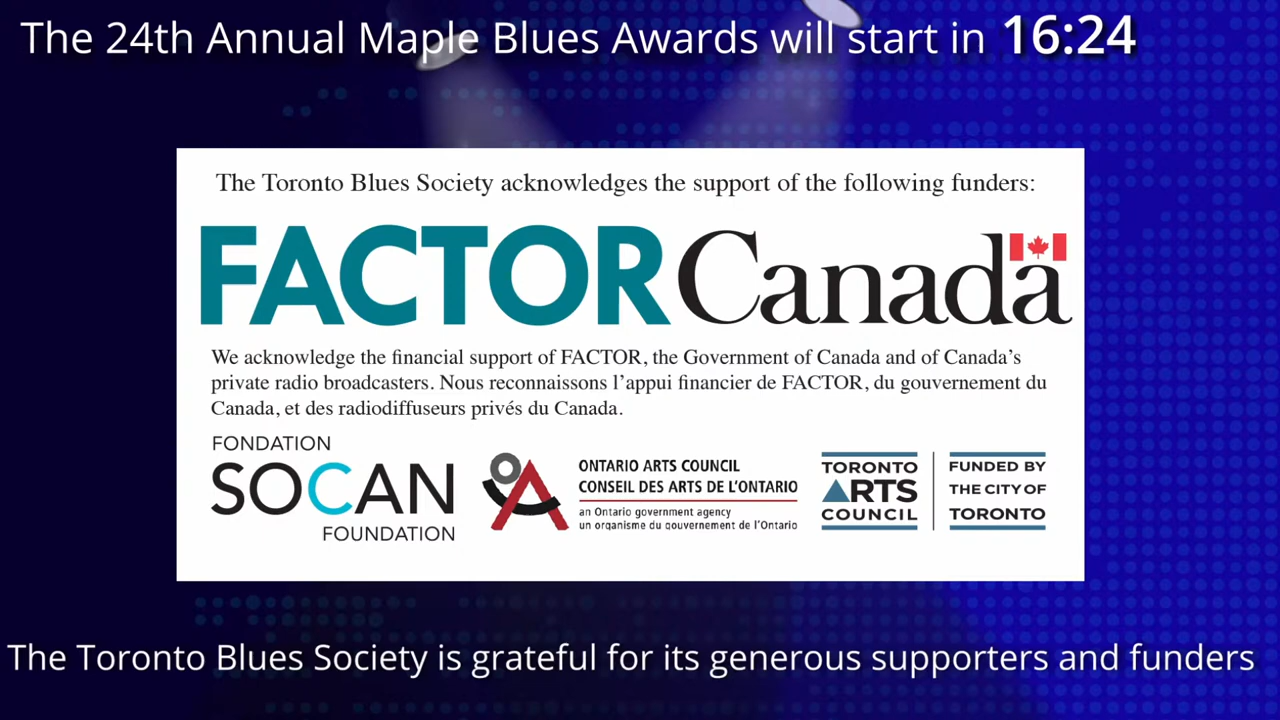 The 24th Annual Maple Blues Awards will start in 16:24
The Toronto Blues Society acknowledges the support of the following funders:
FACTOR Canada
We acknowledge the financial support of FACTOR, the Government of Canada and of Canada's
private radio broadcasters. Nous reconnaissons l'appui financier de FACTOR, du gouvernement du
Canada, et des radiodiffuseurs privés du Canada.
FONDATION
SOCAN
FOUNDATION
ONTARIO ARTS COUNCIL
CONSEIL DES ARTS DE L'ONTARIO
an Ontario government agency
un organisme du gouvernement de l'Ontario
TORONTO
ARTS
COUNCIL
FUNDED BY
THE CITY OF
TORONTO
The Toronto Blues Society is grateful for its generous supporters and funders